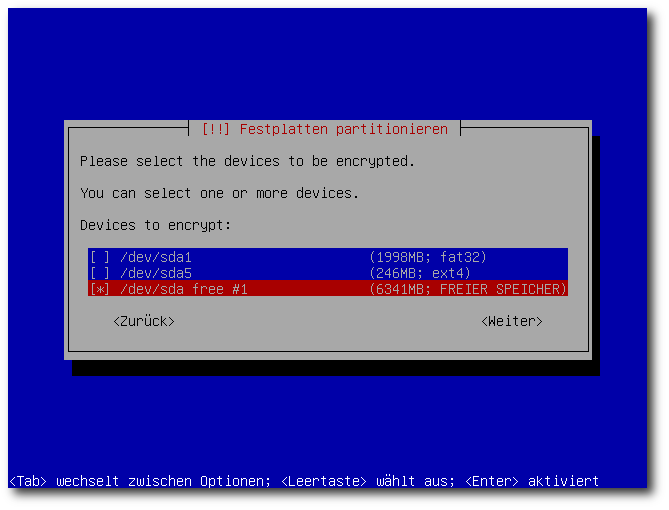 [!!] Festplatten partitionieren
Please select the devices to be encrypted.
You can select one or more devices.
Devices to encrypt:
[ ] /dev/sda1 (1998MB; fat32)
[ ] /dev/sda5 (246MB; ext4)
[*] /dev/sda free #1 (6341MB; FREIER SPEICHER)
<Zurück> <Weiter>
<Tab> wechselt zwischen Optionen; <Leertaste> wählt aus; <Enter> aktiviert